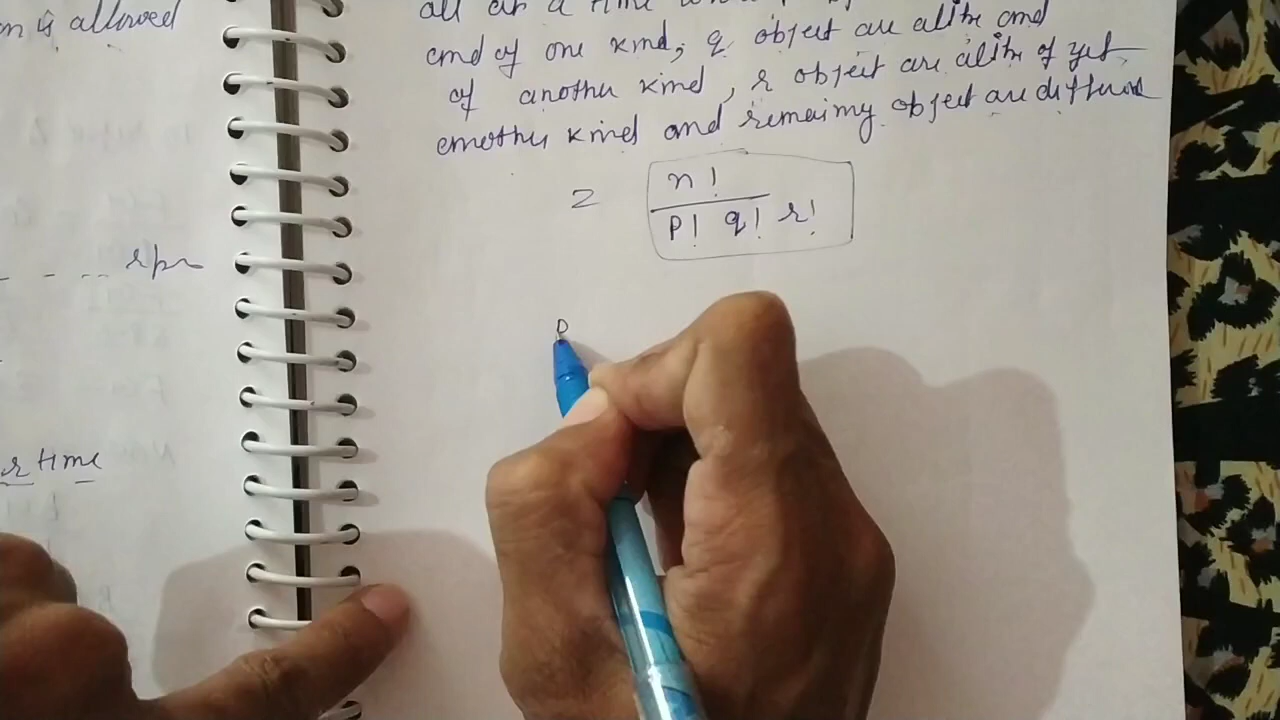 n is allowed
- - -- rpn
r time
all at a time
and of one kind, q object are alike and
of another kind, r object are alike of yet
another kind and remaining object are different
= n!
p! q! r!
p